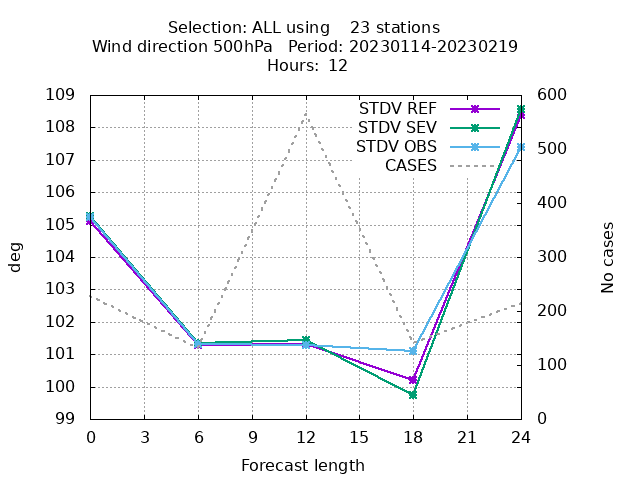 Selection: ALL using    23 stations
Wind direction 500hPa   Period: 20230114-20230219
Hours:  12
109
108
107
106
105
104
103
102
101
100
99
600
500
400
300
200
100
0
STDV REF
STDV SEV
STDV OBS
CASES
deg
No cases
0 3 6 9 12 15 18 21 24
Forecast length